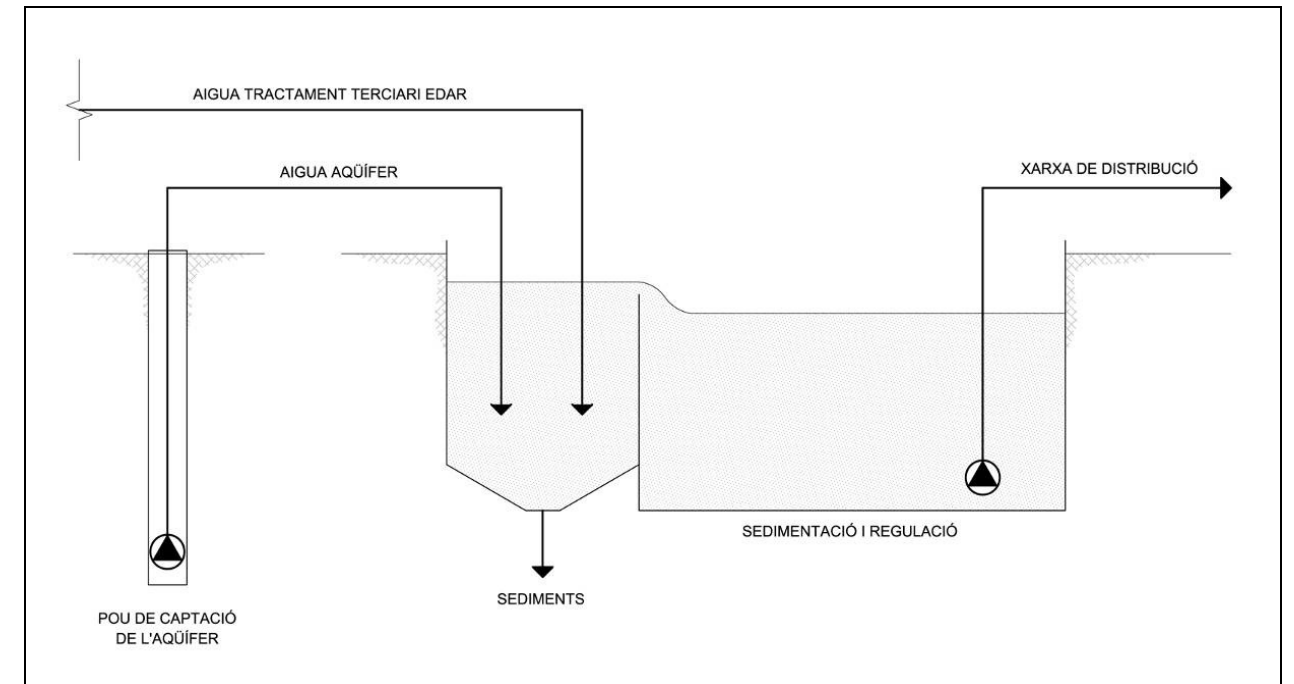 AIGUA TRACTAMENT TERCIARI EDAR
AIGUA AQÜÍFER
XARXA DE DISTRIBUCIÓ
SEDIMENTACIÓ I REGULACIÓ
SEDIMENTS
POU DE CAPTACIÓ
DE L'AQÜÍFER